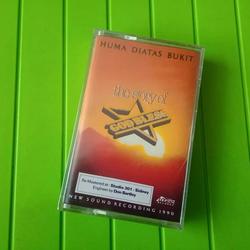 HUMA DIATAS BUKIT
the story of
GOD BLESS
Re-Mastered at : Studio 301 - Sidney
Engineer by Don Bartley
NEW SOUND RECORDING 1990